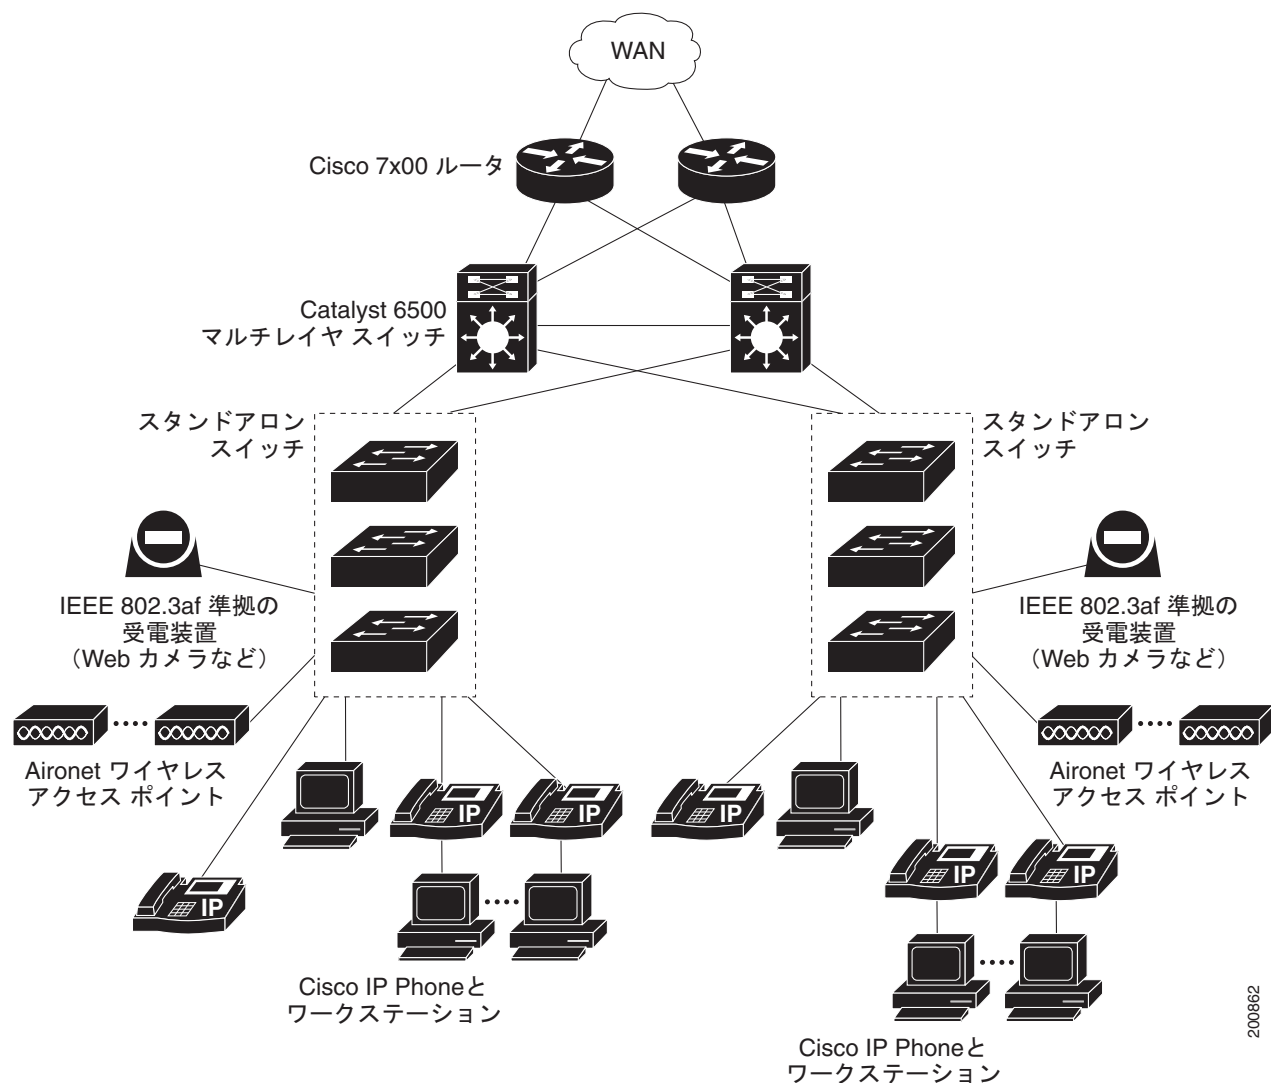 WAN
Cisco 7x00 ルータ
Catalyst 6500
マルチレイヤ スイッチ
スタンドアロン
スイッチ
スタンドアロン
スイッチ
IEEE 802.3af 準拠の
受電装置
（Web カメラなど）
IEEE 802.3af 準拠の
受電装置
（Web カメラなど）
Aironet ワイヤレス
アクセス ポイント
Aironet ワイヤレス
アクセス ポイント
IP
IP
IP
IP
IP
IP
Cisco IP Phoneと
ワークステーション
Cisco IP Phoneと
ワークステーション
200862